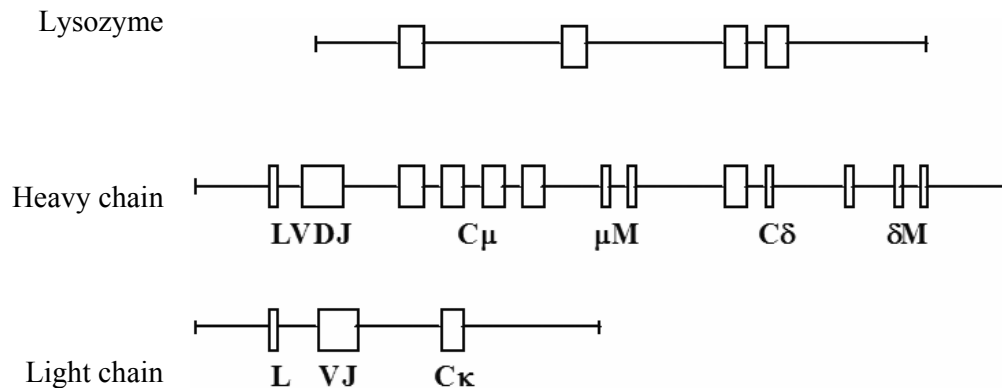 Lysozyme
Heavy chain
LVDJ Cμ μM Cδ δM
Light chain
L VJ Cκ